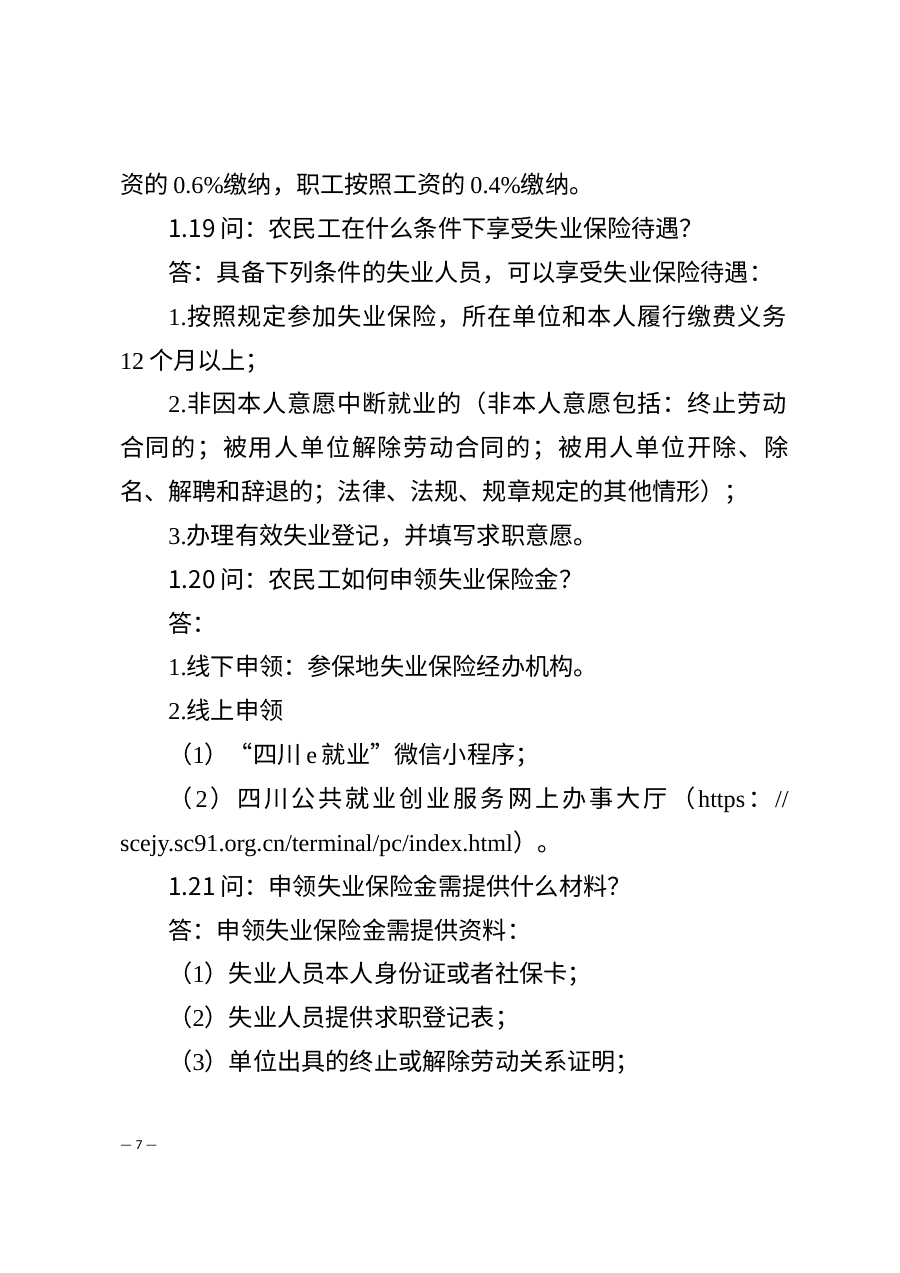 资的 0.6%缴纳，职工按照工资的 0.4%缴纳。
1.19 问：农民工在什么条件下享受失业保险待遇？
答：具备下列条件的失业人员，可以享受失业保险待遇：
1.按照规定参加失业保险，所在单位和本人履行缴费义务
12 个月以上；
2.非因本人意愿中断就业的（非本人意愿包括：终止劳动
合同的；被用人单位解除劳动合同的；被用人单位开除、除
名、解聘和辞退的；法律、法规、规章规定的其他情形）；
3.办理有效失业登记，并填写求职意愿。
1.20 问：农民工如何申领失业保险金？
答：
1.线下申领：参保地失业保险经办机构。
2.线上申领
（1）“四川 e 就业”微信小程序；
（2）四川公共就业创业服务网上办事大厅（https：//
scejy.sc91.org.cn/terminal/pc/index.html）。
1.21 问：申领失业保险金需提供什么材料？
答：申领失业保险金需提供资料：
（1）失业人员本人身份证或者社保卡；
（2）失业人员提供求职登记表；
（3）单位出具的终止或解除劳动关系证明；
— 7 —